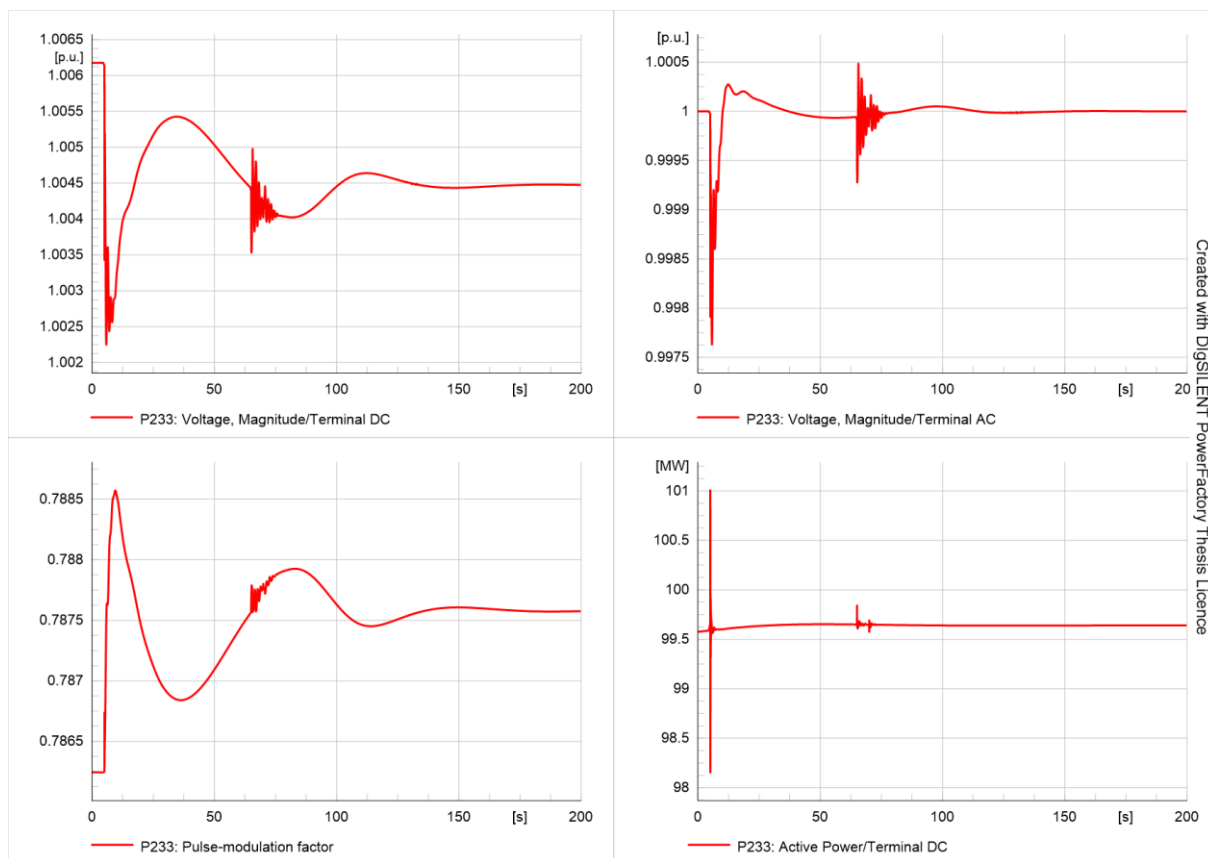 1.0065
[p.u.]
1.006
1.0055
1.005
1.0045
1.004
1.0035
1.003
1.0025
1.002
0 50 100 150 [s] 200
P233: Voltage, Magnitude/Terminal DC
[p.u.]
1.0005
1
0.9995
0.999
0.9985
0.998
0.9975
0 50 100 150 [s] 200
P233: Voltage, Magnitude/Terminal AC
0.7885
0.788
0.7875
0.787
0.7865
0 50 100 150 [s] 200
P233: Pulse-modulation factor
[MW]
101
100.5
100
99.5
99
98.5
98
0 50 100 150 [s] 200
P233: Active Power/Terminal DC
Created with DIgSILENT PowerFactory Thesis Licence